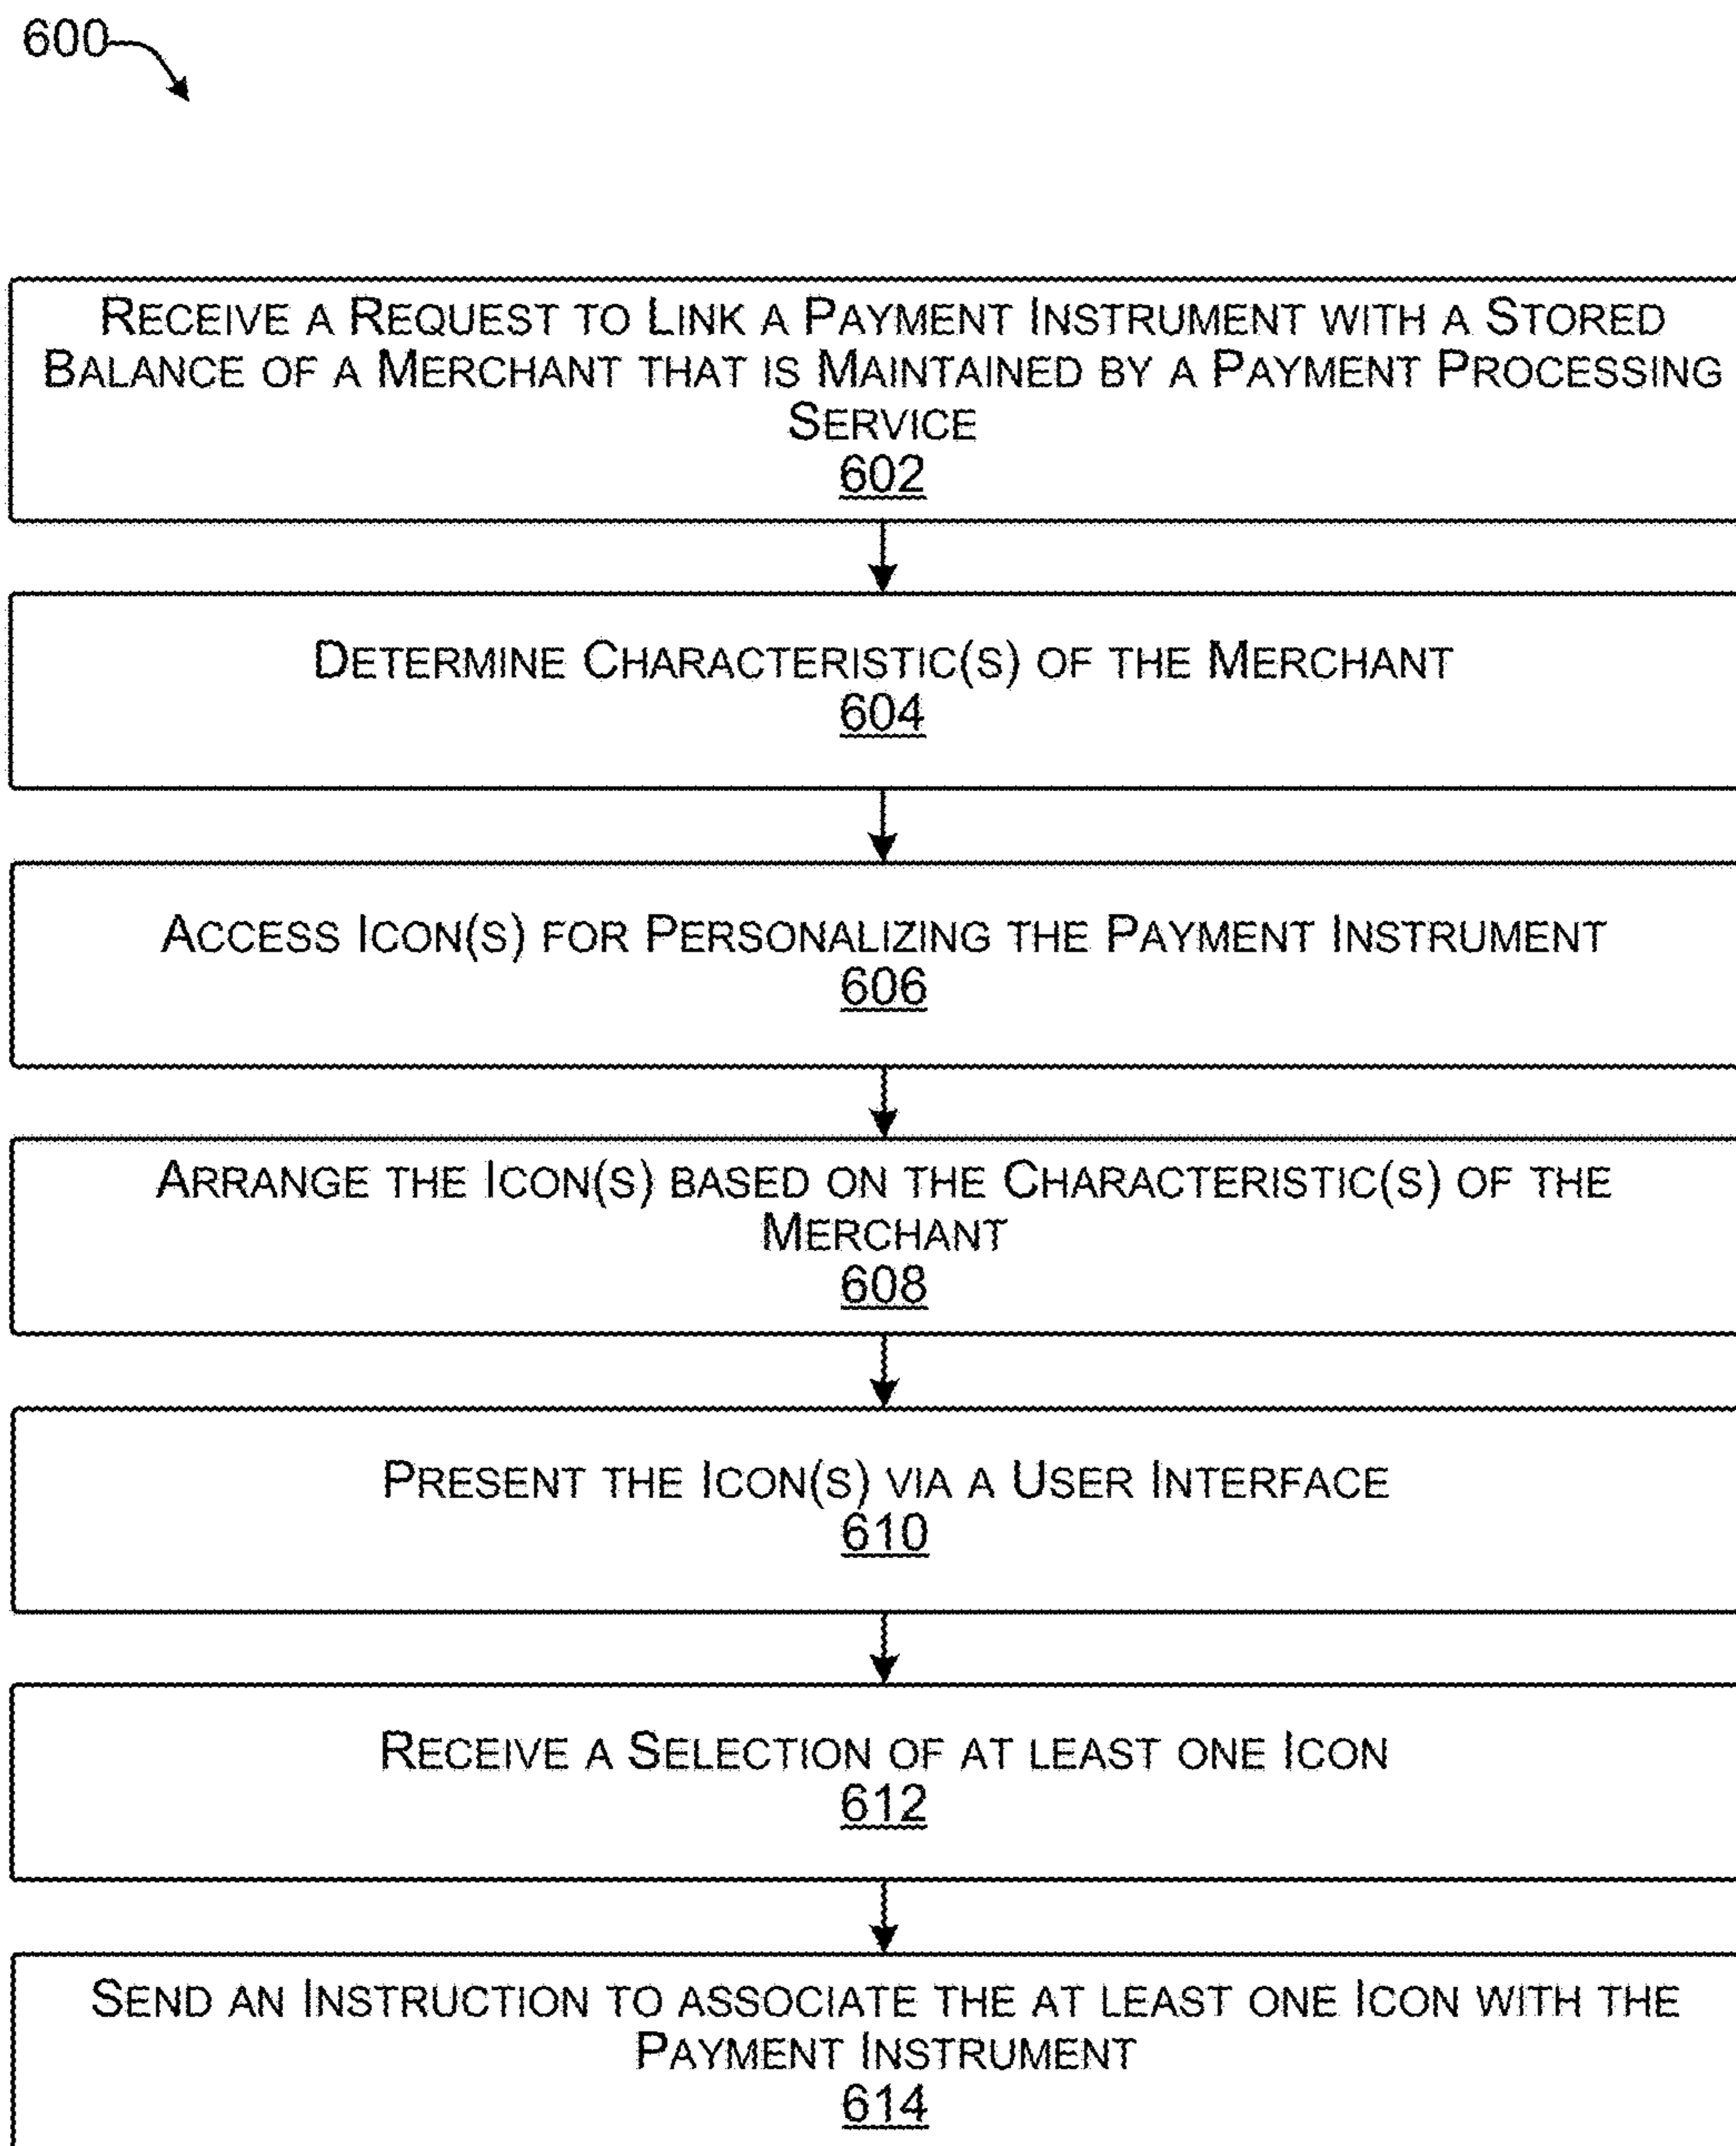 600
Receive a Request to Link a Payment Instrument with a Stored
Balance of a Merchant that is Maintained by a Payment Processing
Service
602
Determine Characteristic(s) of the Merchant
604
Access Icon(s) for Personalizing the Payment Instrument
606
Arrange the Icon(s) based on the Characteristic(s) of the
Merchant
608
Present the Icon(s) via a User Interface
610
Receive a Selection of at least one Icon
612
Send an Instruction to associate the at least one Icon with the
Payment Instrument
614